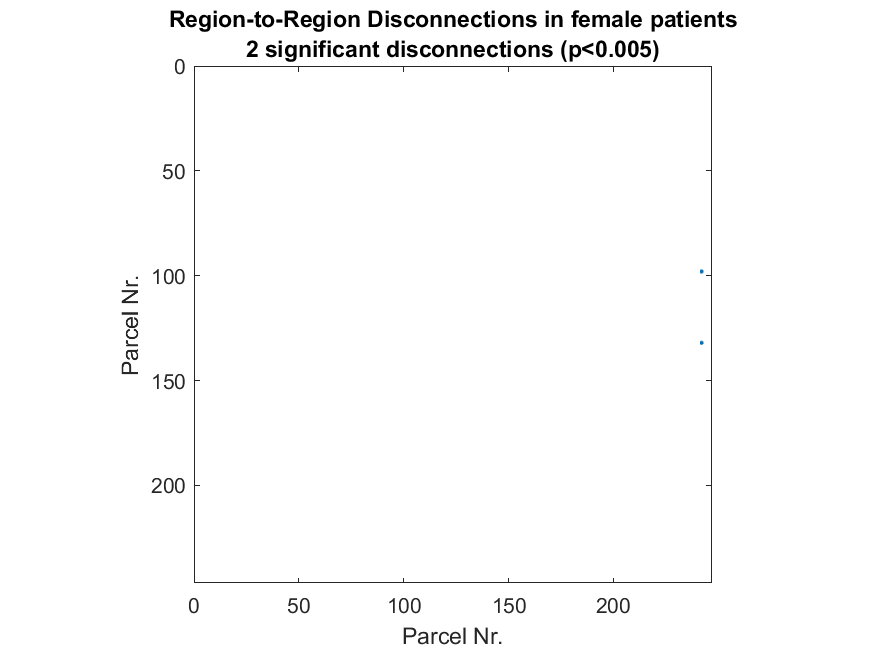 Region-to-Region Disconnections in female patients
2 significant disconnections (p<0.005)
0
50
100
150
200
Parcel Nr.
0 50 100 150 200
Parcel Nr.